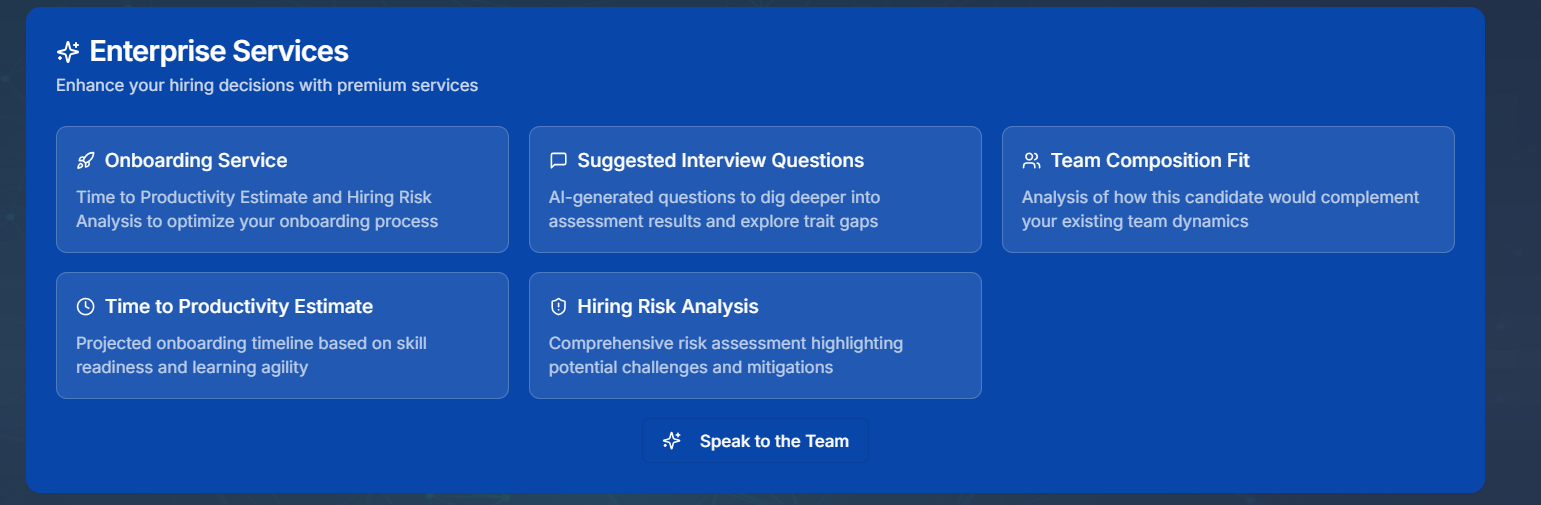 Enterprise Services
Enhance your hiring decisions with premium services
Onboarding Service
Time to Productivity Estimate and Hiring Risk
Analysis to optimize your onboarding process
Suggested Interview Questions
AI-generated questions to dig deeper into
assessment results and explore trait gaps
Team Composition Fit
Analysis of how this candidate would complement
your existing team dynamics
Time to Productivity Estimate
Projected onboarding timeline based on skill
readiness and learning agility
Hiring Risk Analysis
Comprehensive risk assessment highlighting
potential challenges and mitigations
Speak to the Team